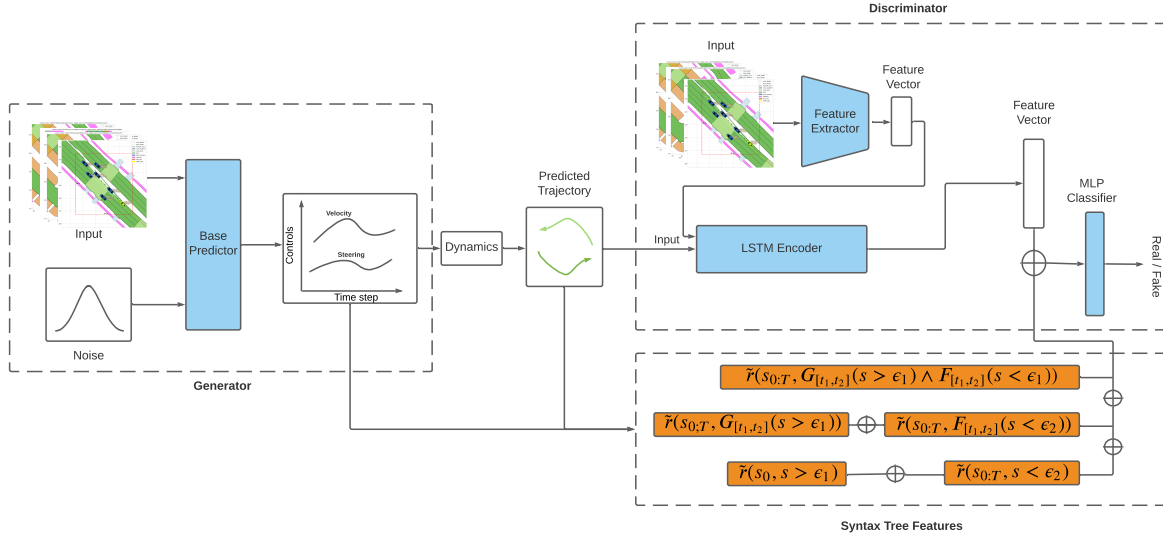 Discriminator
Input
Feature
Vector
Feature
Extractor
Feature
Vector
MLP
Classifier
Predicted
Trajectory
Velocity
Steering
Controls
Time step
Base
Predictor
Input
Noise
Generator
Dynamics
Input
LSTM Encoder
Real / Fake
r̃(s₀:T, G[t₁,t₂](s > ϵ₁) ∧ F[t₁,t₂](s < ϵ₁))
r̃(s₀:T, G[t₁,t₂](s > ϵ₁))
r̃(s₀:T, F[t₁,t₂](s < ϵ₂))
r̃(s₀, s > ϵ₁)
r̃(s₀:T, s < ϵ₂)
Syntax Tree Features